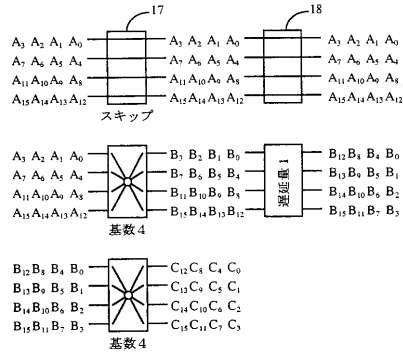 17 18
A₃ A₂ A₁ A₀ A₃ A₂ A₁ A₀ A₃ A₂ A₁ A₀
A₇ A₆ A₅ A₄ A₇ A₆ A₅ A₄ A₇ A₆ A₅ A₄
A₁₁ A₁₀ A₉ A₈ A₁₁ A₁₀ A₉ A₈ A₁₁ A₁₀ A₉ A₈
A₁₅ A₁₄ A₁₃ A₁₂ A₁₅ A₁₄ A₁₃ A₁₂ A₁₅ A₁₄ A₁₃ A₁₂
スキップ
A₃ A₂ A₁ A₀ B₃ B₂ B₁ B₀ B₁₂ B₈ B₄ B₀
A₇ A₆ A₅ A₄ B₇ B₆ B₅ B₄ B₁₃ B₉ B₅ B₁
A₁₁ A₁₀ A₉ A₈ B₁₁ B₁₀ B₉ B₈ B₁₄ B₁₀ B₆ B₂
A₁₅ A₁₄ A₁₃ A₁₂ B₁₅ B₁₄ B₁₃ B₁₂ B₁₅ B₁₁ B₇ B₃
遅延量 1
基数 4
B₁₂ B₈ B₄ B₀ C₁₂ C₈ C₄ C₀
B₁₃ B₉ B₅ B₁ C₁₃ C₉ C₅ C₁
B₁₄ B₁₀ B₆ B₂ C₁₄ C₁₀ C₆ C₂
B₁₅ B₁₁ B₇ B₃ C₁₅ C₁₁ C₇ C₃
基数 4